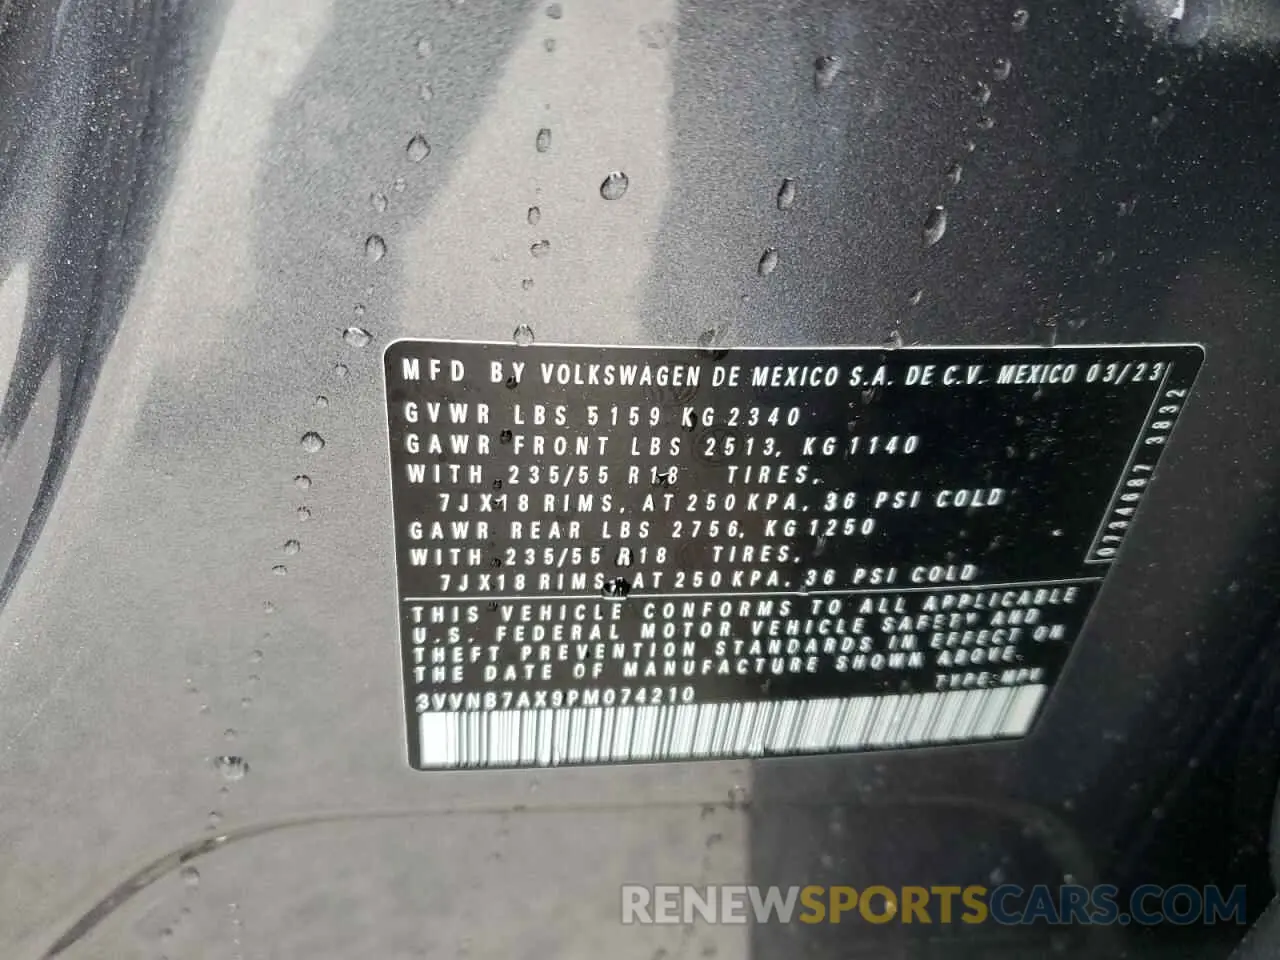 MFD BY VOLKSWAGEN DE MEXICO S.A. DE C.V. MEXICO 03/23
GVWR LBS 5159 KG 2340
GAWR FRONT LBS 2513, KG 1140
WITH 235/55 R18 TIRES,
7JX18 RIMS, AT 250 KPA, 36 PSI COLD
GAWR REAR LBS 2756, KG 1250
WITH 235/55 R18 TIRES,
7JX18 RIMS, AT 250 KPA, 36 PSI COLD
THIS VEHICLE CONFORMS TO ALL APPLICABLE
U.S. FEDERAL MOTOR VEHICLE SAFETY AND
THEFT PREVENTION STANDARDS IN EFFECT ON
THE DATE OF MANUFACTURE SHOWN ABOVE.
3VVNB7AX9PM074210 TYPE: MPV
3832
RENEWSPORTSCARS.COM